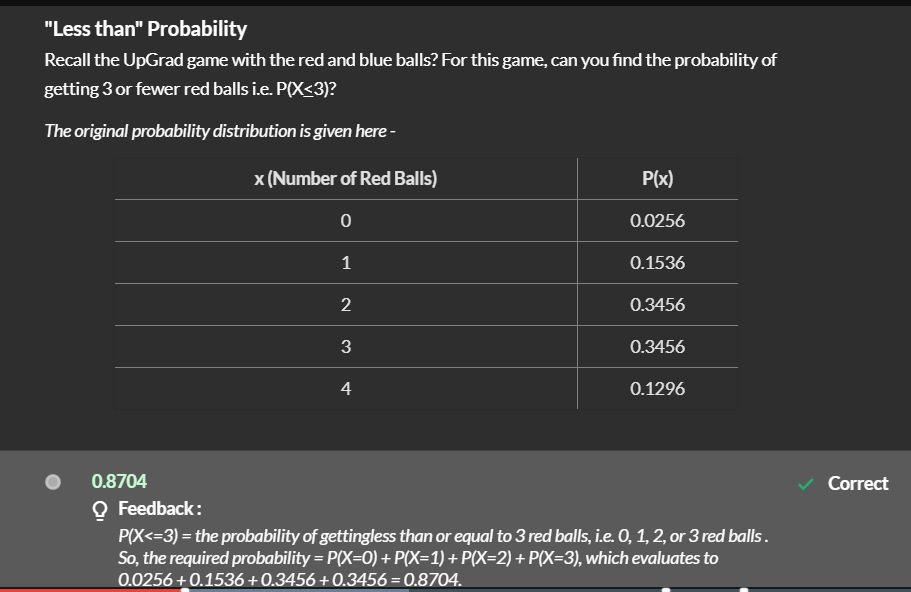 "Less than" Probability
Recall the UpGrad game with the red and blue balls? For this game, can you find the probability of
getting 3 or fewer red balls i.e. P(X≤3)?
The original probability distribution is given here -
x (Number of Red Balls) P(x)
0 0.0256
1 0.1536
2 0.3456
3 0.3456
4 0.1296
0.8704 Correct
Feedback :
P(X<=3) = the probability of gettingless than or equal to 3 red balls, i.e. 0, 1, 2, or 3 red balls .
So, the required probability = P(X=0) + P(X=1) + P(X=2) + P(X=3), which evaluates to
0.0256 + 0.1536 + 0.3456 + 0.3456 = 0.8704.